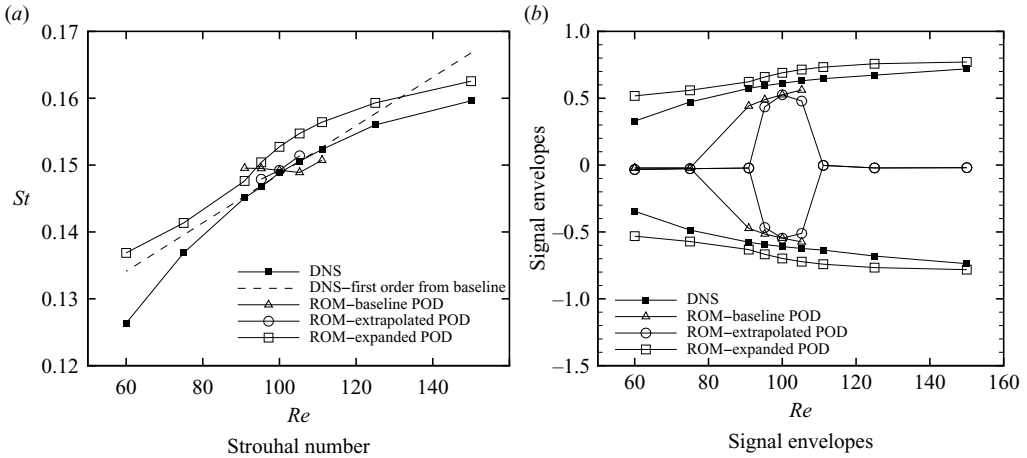 (a)
0.17
0.16
0.15
St
0.14
0.13
0.12
60 80 100 120 140
Re
DNS
DNS–first order from baseline
ROM–baseline POD
ROM–extrapolated POD
ROM–expanded POD
Strouhal number
(b)
1.0
0.5
0
−0.5
−1.0
−1.5
Signal envelopes
60 80 100 120 140 160
Re
DNS
ROM–baseline POD
ROM–extrapolated POD
ROM–expanded POD
Signal envelopes